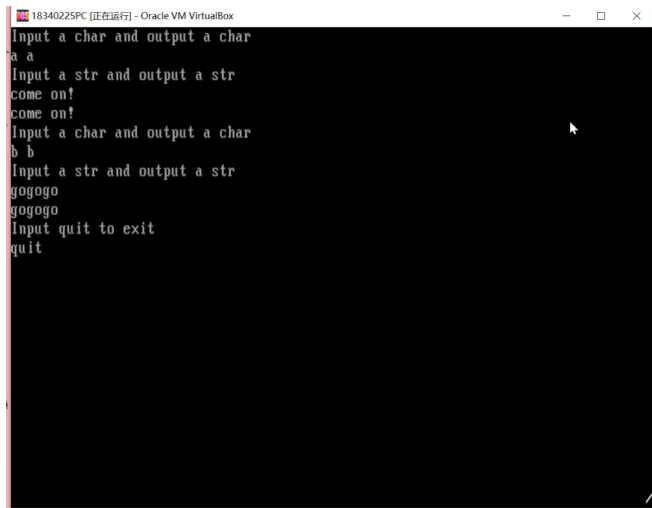 18340225PC [正在运行] - Oracle VM VirtualBox
Input a char and output a char
a a
Input a str and output a str
come on!
come on!
Input a char and output a char
b b
Input a str and output a str
gogogo
gogogo
Input quit to exit
quit
/